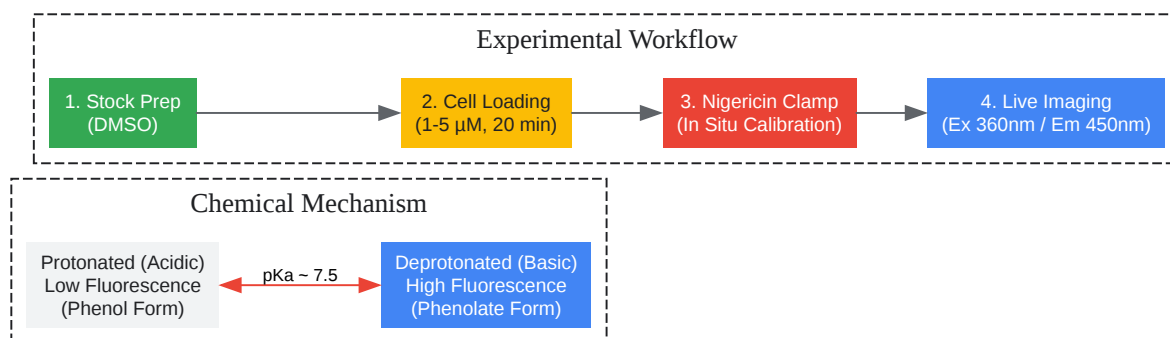 Experimental Workflow
1. Stock Prep
(DMSO)
2. Cell Loading
(1-5 µM, 20 min)
3. Nigericin Clamp
(In Situ Calibration)
4. Live Imaging
(Ex 360nm / Em 450nm)
Chemical Mechanism
Protonated (Acidic)
Low Fluorescence
(Phenol Form)
pKa ~ 7.5
Deprotonated (Basic)
High Fluorescence
(Phenolate Form)